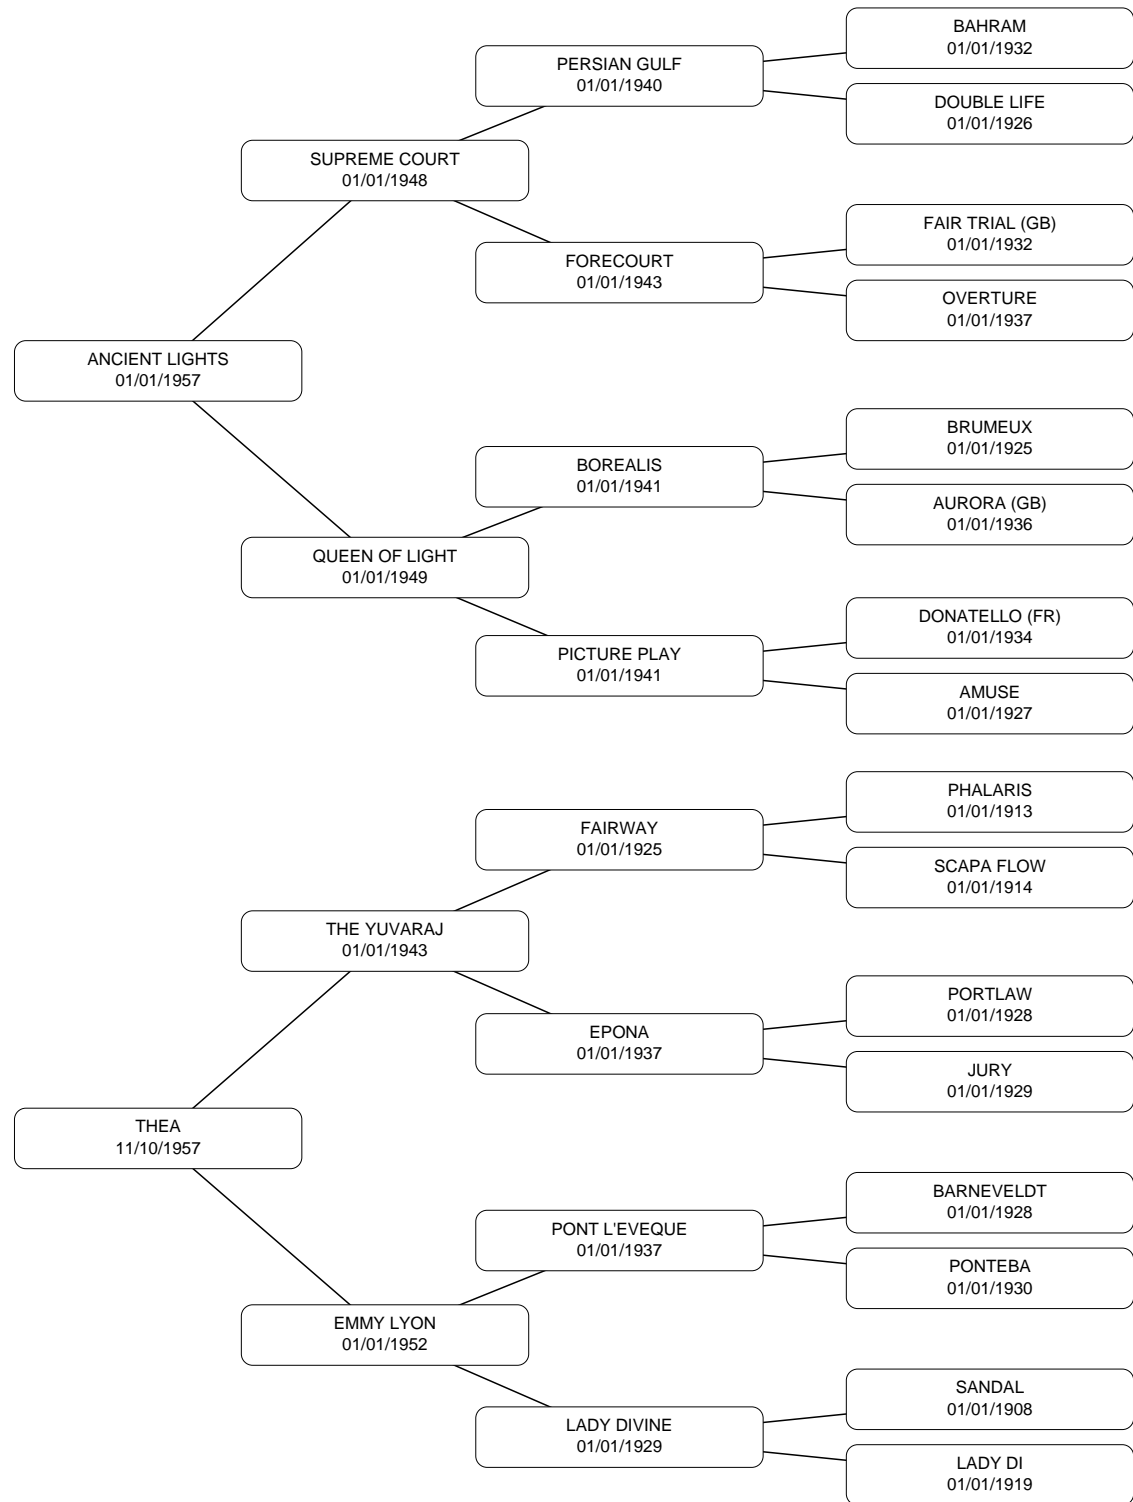 BAHRAM
01/01/1932
PERSIAN GULF
01/01/1940
DOUBLE LIFE
01/01/1926
SUPREME COURT
01/01/1948
FAIR TRIAL (GB)
01/01/1932
FORECOURT
01/01/1943
OVERTURE
01/01/1937
ANCIENT LIGHTS
01/01/1957
BRUMEUX
01/01/1925
BOREALIS
01/01/1941
AURORA (GB)
01/01/1936
QUEEN OF LIGHT
01/01/1949
DONATELLO (FR)
01/01/1934
PICTURE PLAY
01/01/1941
AMUSE
01/01/1927
PHALARIS
01/01/1913
FAIRWAY
01/01/1925
SCAPA FLOW
01/01/1914
THE YUVARAJ
01/01/1943
PORTLAW
01/01/1928
EPONA
01/01/1937
JURY
01/01/1929
THEA
11/10/1957
BARNEVELDT
01/01/1928
PONT L'EVEQUE
01/01/1937
PONTEBA
01/01/1930
EMMY LYON
01/01/1952
SANDAL
01/01/1908
LADY DIVINE
01/01/1929
LADY DI
01/01/1919